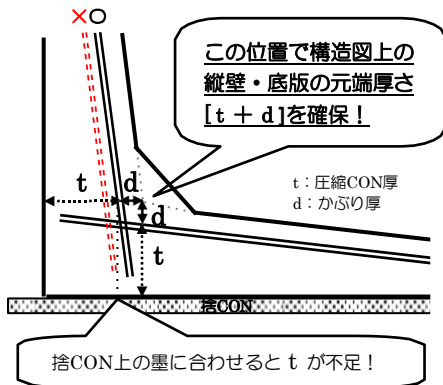 ×○
この位置で構造図上の
縦壁・底版の元端厚さ
[t + d]を確保！
t：圧縮CON厚
d：かぶり厚
t
d
d
t
捨CON
捨CON上の墨に合わせると t が不足！